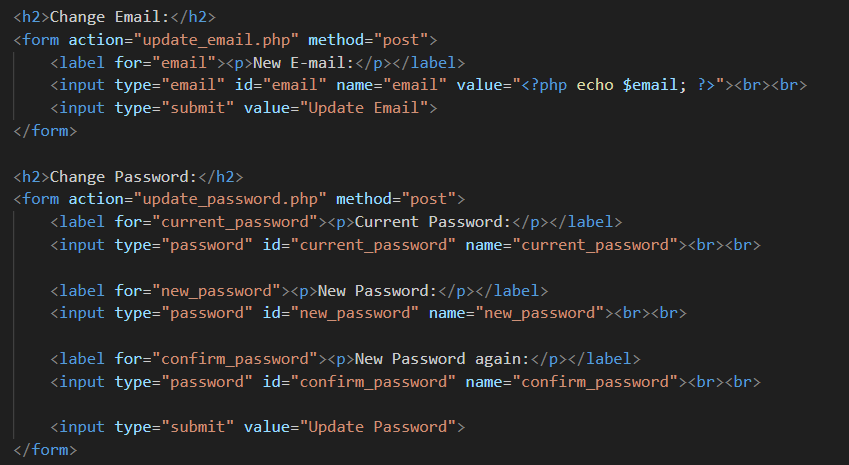 <h2>Change Email:</h2>
<form action="update_email.php" method="post">
    <label for="email"><p>New E-mail:</p></label>
    <input type="email" id="email" name="email" value="<?php echo $email; ?>"><br><br>
    <input type="submit" value="Update Email">
</form>

<h2>Change Password:</h2>
<form action="update_password.php" method="post">
    <label for="current_password"><p>Current Password:</p></label>
    <input type="password" id="current_password" name="current_password"><br><br>

    <label for="new_password"><p>New Password:</p></label>
    <input type="password" id="new_password" name="new_password"><br><br>

    <label for="confirm_password"><p>New Password again:</p></label>
    <input type="password" id="confirm_password" name="confirm_password"><br><br>

    <input type="submit" value="Update Password">
</form>